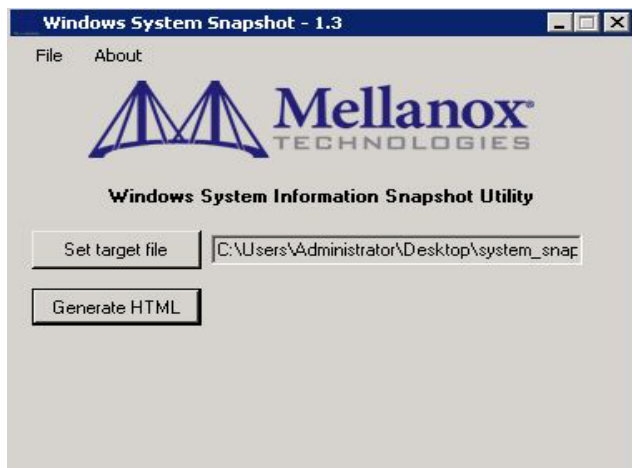 Windows System Snapshot - 1.3
File About
Mellanox
TECHNOLOGIES
Windows System Information Snapshot Utility
Set target file C:\Users\Administrator\Desktop\system_snap
Generate HTML